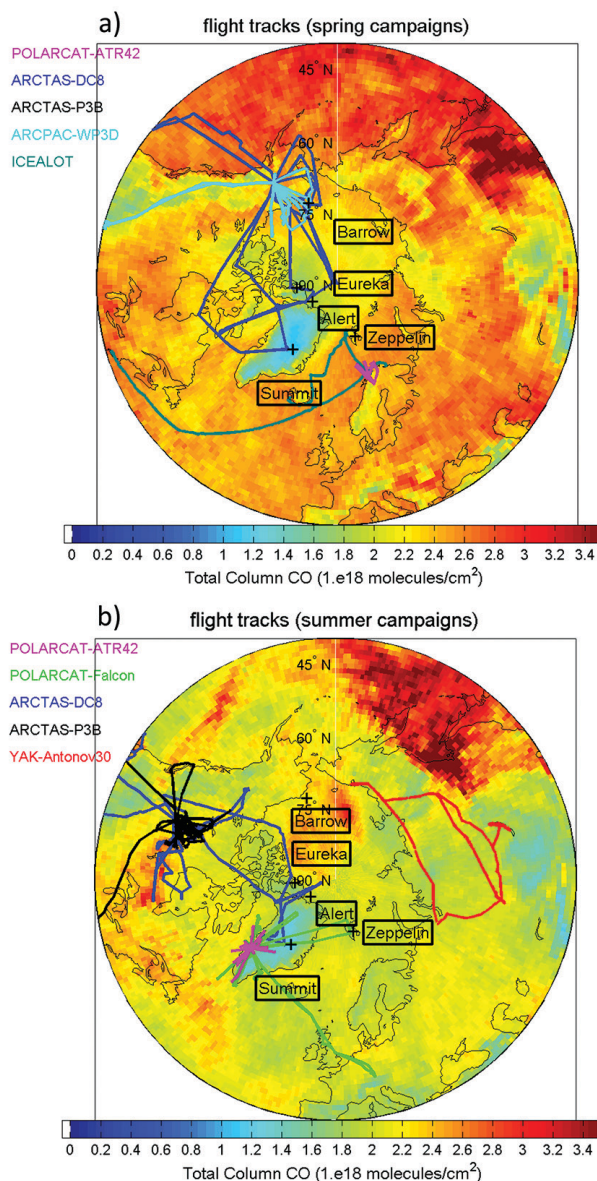 a)
flight tracks (spring campaigns)
POLARCAT-ATR42
ARCTAS-DC8
ARCTAS-P3B
ARCPAC-WP3D
ICEALOT
45° N
60° N
75° N
Barrow
90 N
Eureka
Alert
Zeppelin
Summit
0 0.2 0.4 0.6 0.8 1 1.2 1.4 1.6 1.8 2 2.2 2.4 2.6 2.8 3 3.2 3.4
Total Column CO (1.e18 molecules/cm²)
b)
flight tracks (summer campaigns)
POLARCAT-ATR42
POLARCAT-Falcon
ARCTAS-DC8
ARCTAS-P3B
YAK-Antonov30
45° N
60° N
75° N
Barrow
Eureka
90 N
Alert
Zeppelin
Summit
0 0.2 0.4 0.6 0.8 1 1.2 1.4 1.6 1.8 2 2.2 2.4 2.6 2.8 3 3.2 3.4
Total Column CO (1.e18 molecules/cm²)